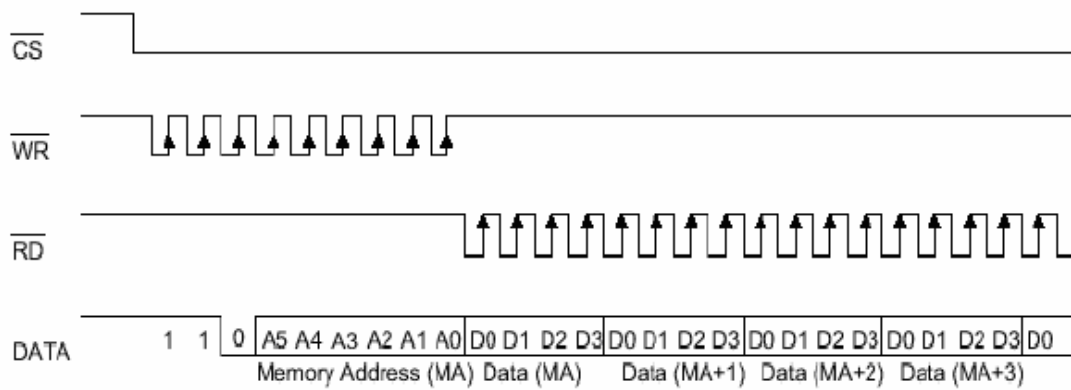 CS
WR
RD
DATA 1 1 0 A5 A4 A3 A2 A1 A0 D0 D1 D2 D3 D0 D1 D2 D3 D0 D1 D2 D3 D0 D1 D2 D3 D0
Memory Address (MA) Data (MA) Data (MA+1) Data (MA+2) Data (MA+3)